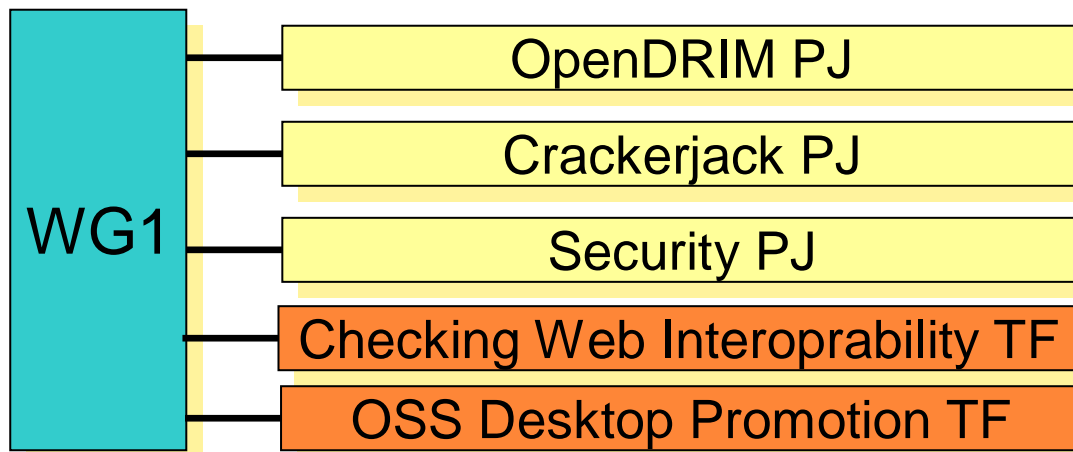 WG1
OpenDRIM PJ
Crackerjack PJ
Security PJ
Checking Web Interoprability TF
OSS Desktop Promotion TF